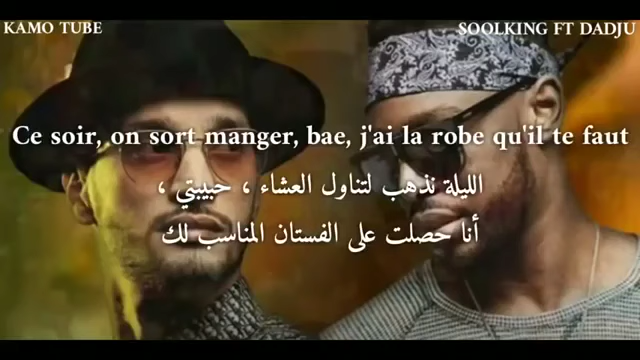 KAMO TUBE
SOOLKING FT DADJU
Ce soir, on sort manger, bae, j'ai la robe qu'il te faut
الليلة نذهب لتناول العشاء ، حبيبتي ،
أنا حصلت على الفستان المناسب لك